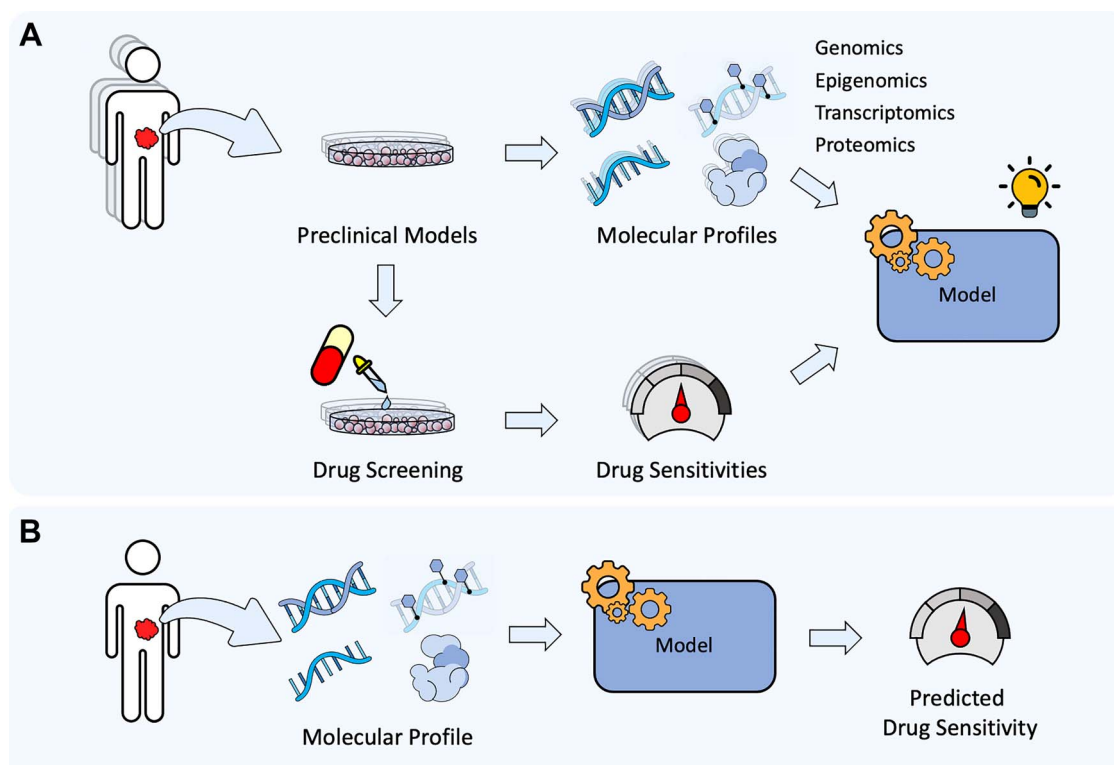 A
Genomics
Epigenomics
Transcriptomics
Proteomics
Preclinical Models
Molecular Profiles
Model
Drug Screening
Drug Sensitivities
B
Model
Molecular Profile
Predicted
Drug Sensitivity